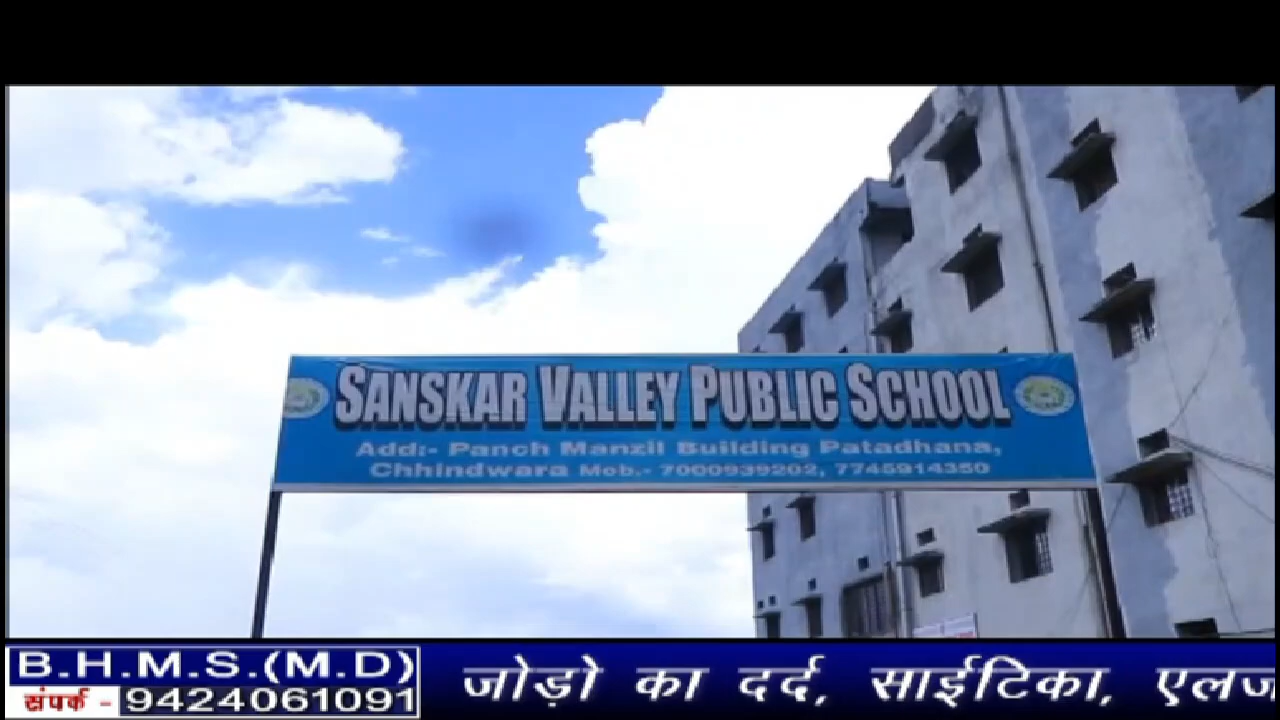 SANSKAR VALLEY PUBLIC SCHOOL
Add:- Panch Manzil Building Patadhana,
Chhindwara Mob.- 7000939202, 7745914350
B.H.M.S.(M.D)
संपर्क - 9424061091
जोड़ो का दर्द, साईटिका,